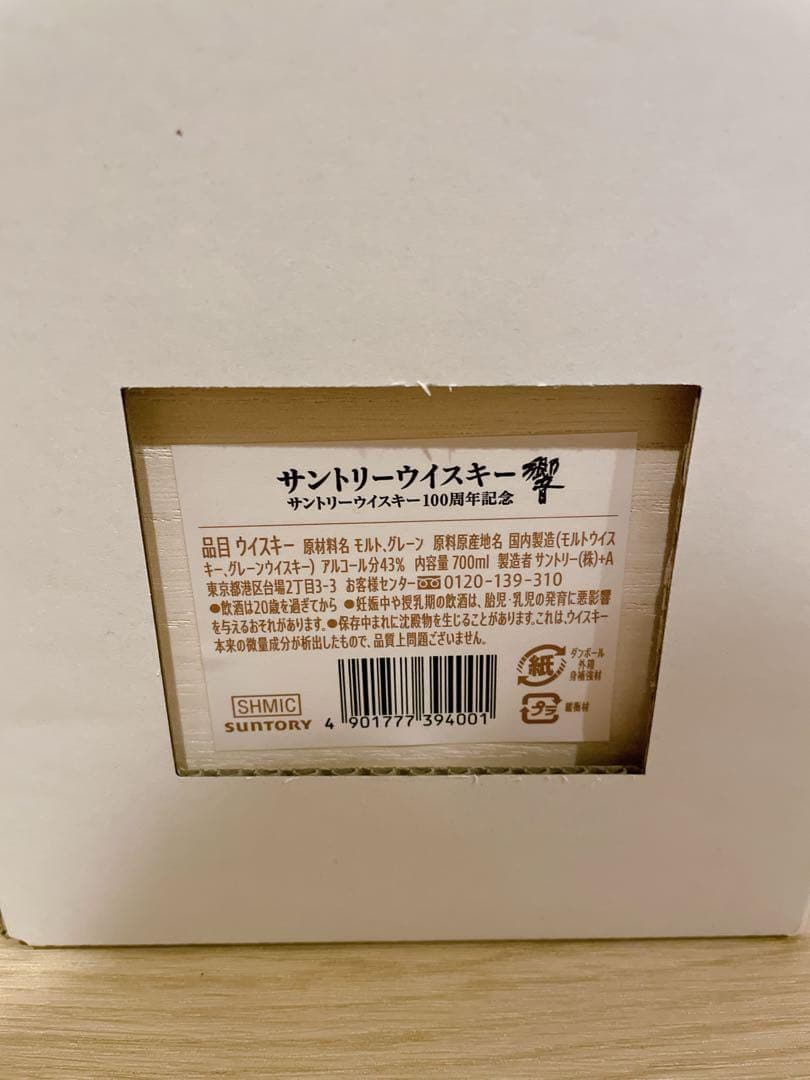 サントリーウイスキー 響
サントリーウイスキー100周年記念
品目 ウイスキー 原材料名 モルト、グレーン 原料原産地名 国内製造(モルトウイス
キー、グレーンウイスキー) アルコール分43% 内容量 700ml 製造者 サントリー(株)+A
東京都港区台場2丁目3-3 お客様センター 0120-139-310
●飲酒は20歳を過ぎてから ●妊娠中や授乳期の飲酒は、胎児・乳児の発育に悪影響
を与えるおそれがあります。●保存中まれに沈殿物を生じることがあります。これは、ウイスキー
本来の微量成分が析出したもので、品質上問題ございません。
SHMIC
SUNTORY
4 901777 394001
紙
ダンボール
外箱
身補強材
プラ
緩衝材